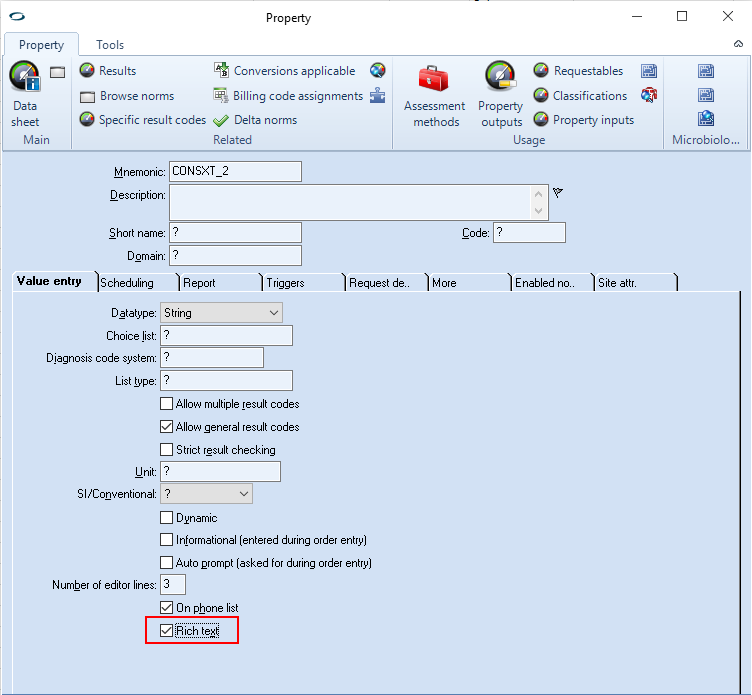 Property
Property Tools
Results Conversions applicable Requestables
Data sheet Browse norms Billing code assignments Assessment methods Property outputs Classifications
Specific result codes Delta norms Property inputs
Main Related Usage Microbiolo...
Mnemonic: CONSXT_2
Description:
Short name: ? Code: ?
Domain: ?
Value entry Scheduling Report Triggers Request de.. More Enabled no.. Site attr.
Datatype: String
Choice list: ?
Diagnosis code system: ?
List type: ?
Allow multiple result codes
Allow general result codes
Strict result checking
Unit: ?
SI/Conventional: ?
Dynamic
Informational (entered during order entry)
Auto prompt (asked for during order entry)
Number of editor lines: 3
On phone list
Rich text